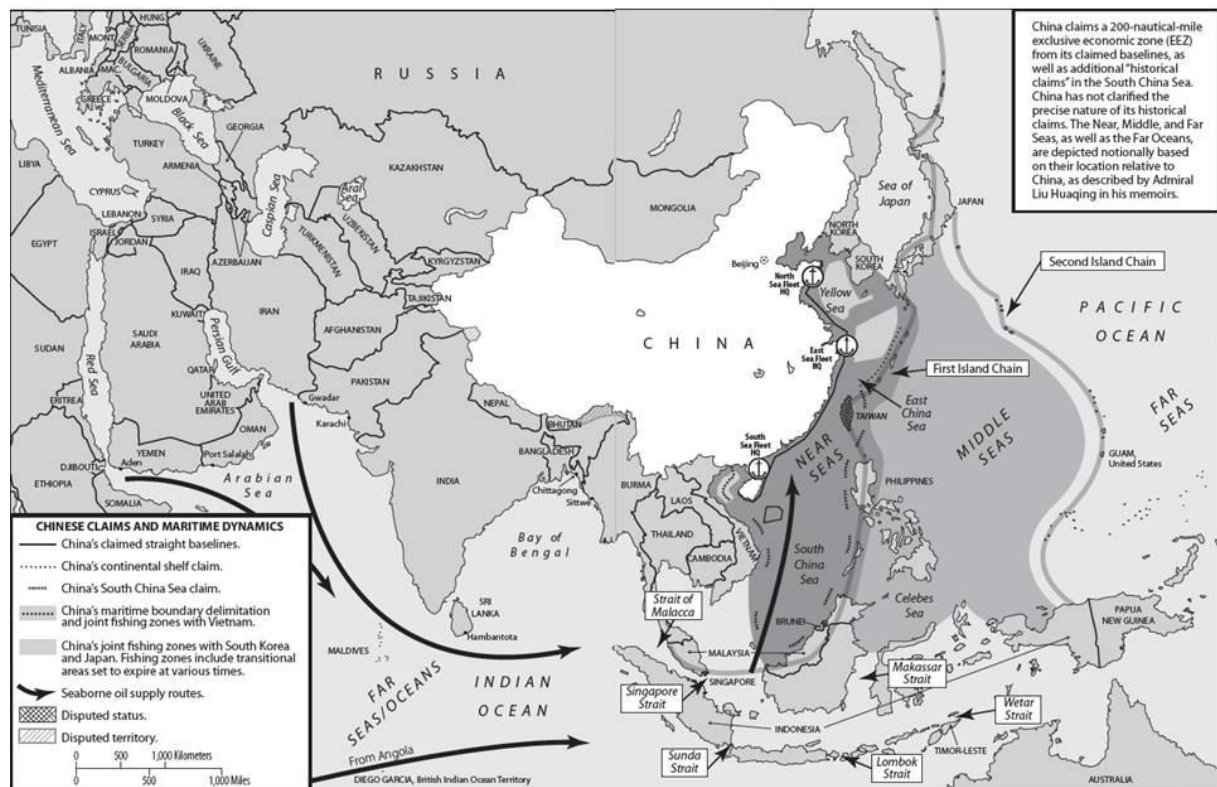 China claims a 200-nautical-mile
exclusive economic zone (EEZ)
from its claimed baselines, as
well as additional "historical
claims" in the South China Sea.
China has not clarified the
precise nature of its historical
claims. The Near, Middle, and Far
Seas, as well as the Far Oceans,
are depicted notionally based
on their location relative to
China, as described by Admiral
Liu Huaqing in his memoirs.
TUNISIA
ITALY
MONT.
SERBIA
HUNG.
ROMANIA
BULGARIA
UKRAINE
ALBANIA
MAC.
GREECE
MOLDOVA
Black Sea
Mediterranean Sea
RUSSIA
GEORGIA
TURKEY
ARMENIA
LIBYA
CYPRUS
LEBANON
SYRIA
ISRAEL
JORDAN
EGYPT
Caspian Sea
Aral
Sea
KAZAKHSTAN
UZBEKISTAN
TURKMENISTAN
KYRGYZSTAN
TAJIKISTAN
AZERBAIJAN
IRAQ
IRAN
KUWAIT
AFGHANISTAN
Persian Gulf
SAUDI
ARABIA
Red Sea
SUDAN
QATAR
UNITED
ARAB
EMIRATES
PAKISTAN
Gwadar
Karachi
OMAN
ERITREA
YEMEN
Port Salalah
Aden
DJIBOUTI
ETHIOPIA
SOMALIA
Arabian
Sea
MONGOLIA
CHINA
Beijing
NORTH
KOREA
SOUTH
KOREA
Sea of
Japan
JAPAN
North
Sea Fleet
HQ
Yellow
Sea
East
Sea Fleet
HQ
Second Island Chain
PACIFIC
OCEAN
First Island Chain
East
China
Sea
TAIWAN
NEPAL
BHUTAN
BANGLADESH
INDIA
Chittagong
Sittwe
BURMA
LAOS
THAILAND
CAMBODIA
VIETNAM
South
Sea Fleet
HQ
NEAR
SEAS
MIDDLE
SEAS
FAR
SEAS
GUAM,
United States
PHILIPPINES
Bay of
Bengal
South
China
Sea
SRI
LANKA
Hambantota
MALDIVES
Strait of
Malacca
BRUNEI
Celebes
Sea
PAPUA
NEW GUINEA
MALAYSIA
SINGAPORE
Makassar
Strait
Singapore
Strait
INDONESIA
Wetar
Strait
FAR
SEAS/OCEANS
INDIAN
OCEAN
Sunda
Strait
Lombok
Strait
TIMOR-LESTE
AUSTRALIA
From Angola
DIEGO GARCIA, British Indian Ocean Territory
CHINESE CLAIMS AND MARITIME DYNAMICS
China's claimed straight baselines.
China's continental shelf claim.
China's South China Sea claim.
China's maritime boundary delimitation
and joint fishing zones with Vietnam.
China's joint fishing zones with South Korea
and Japan. Fishing zones include transitional
areas set to expire at various times.
Seaborne oil supply routes.
Disputed status.
Disputed territory.
0 500 1,000 Kilometers
0 500 1,000 Miles